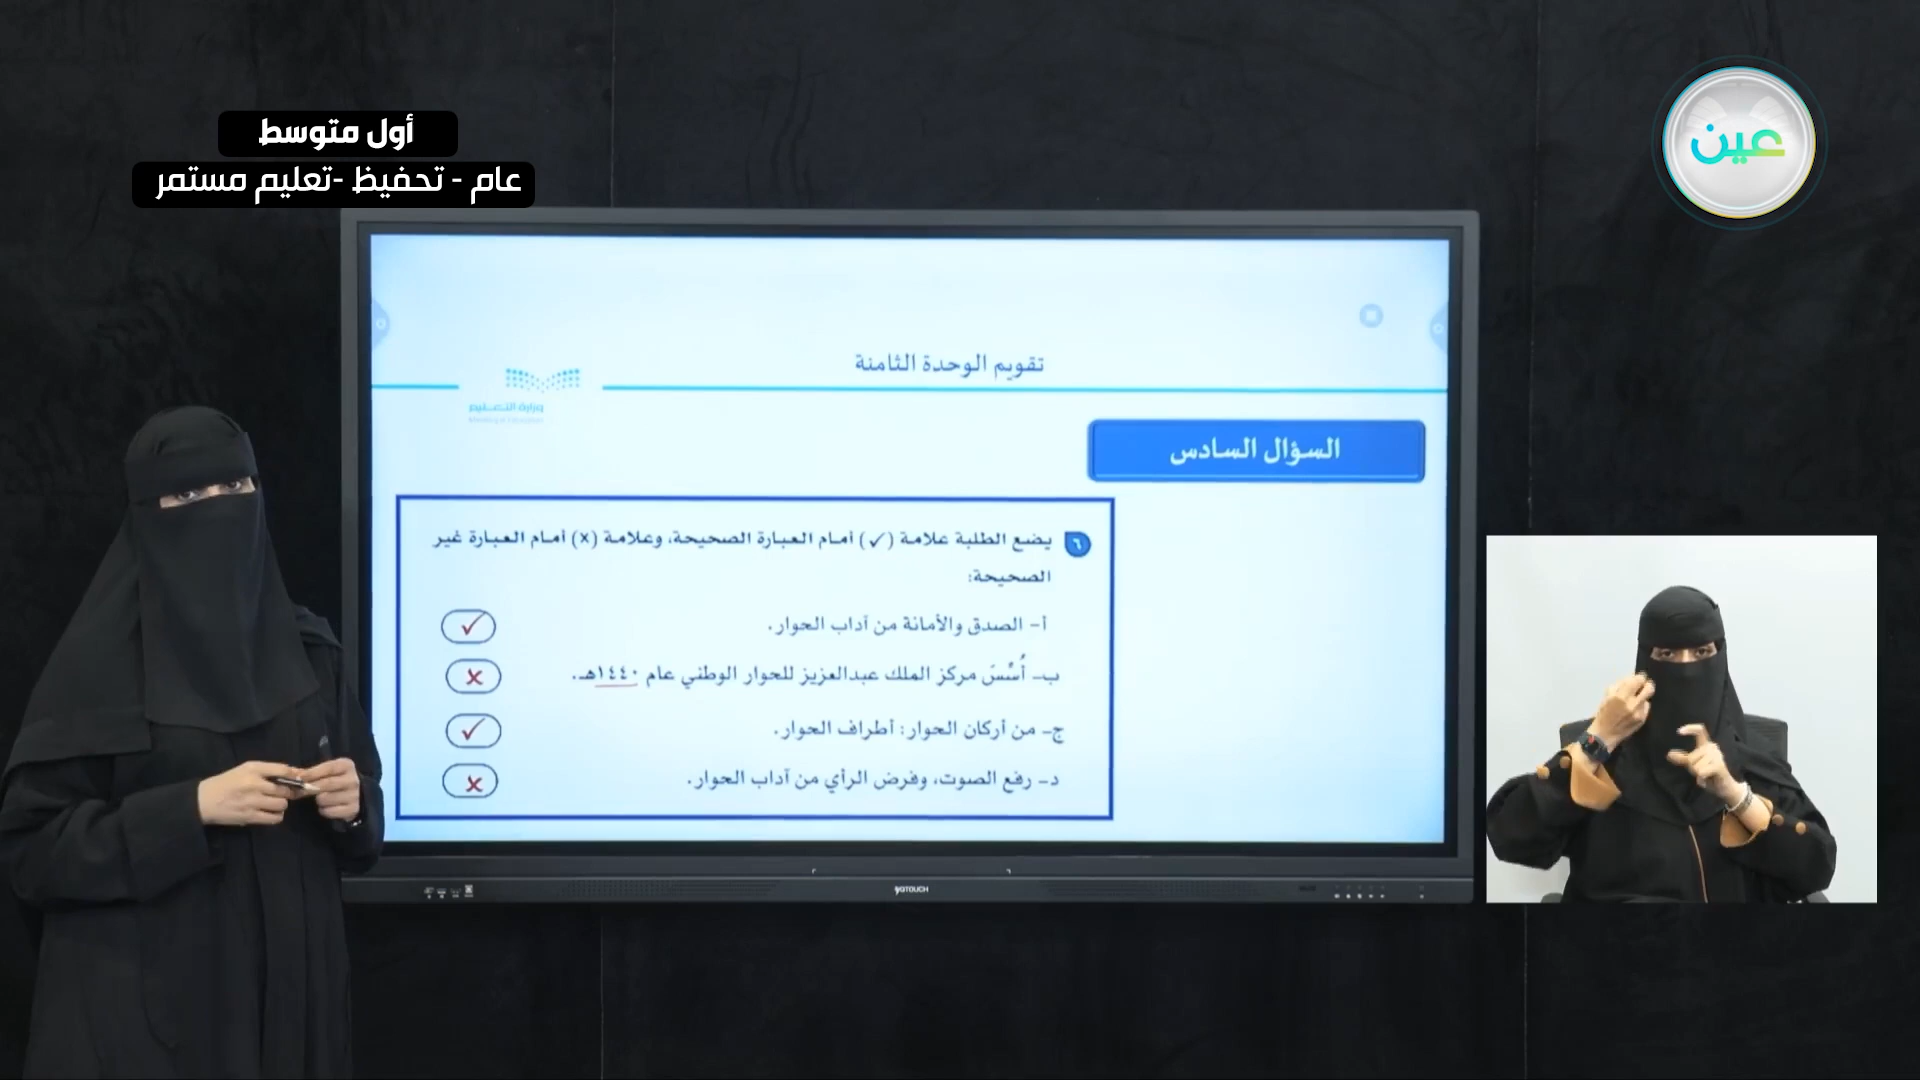 أول متوسط
عام - تحفيظ -تعليم مستمر
عين
تقويم الوحدة الثامنة
وزارة التعليم
السؤال السادس
٦ يضع الطلبة علامة (✓) أمام العبارة الصحيحة، وعلامة (×) أمام العبارة غير
الصحيحة:
أ- الصدق والأمانة من آداب الحوار. ✓
ب- أُسِّسَ مركز الملك عبدالعزيز للحوار الوطني عام ١٤٤٠هـ. ×
ج- من أركان الحوار: أطراف الحوار. ✓
د- رفع الصوت، وفرض الرأي من آداب الحوار. ×